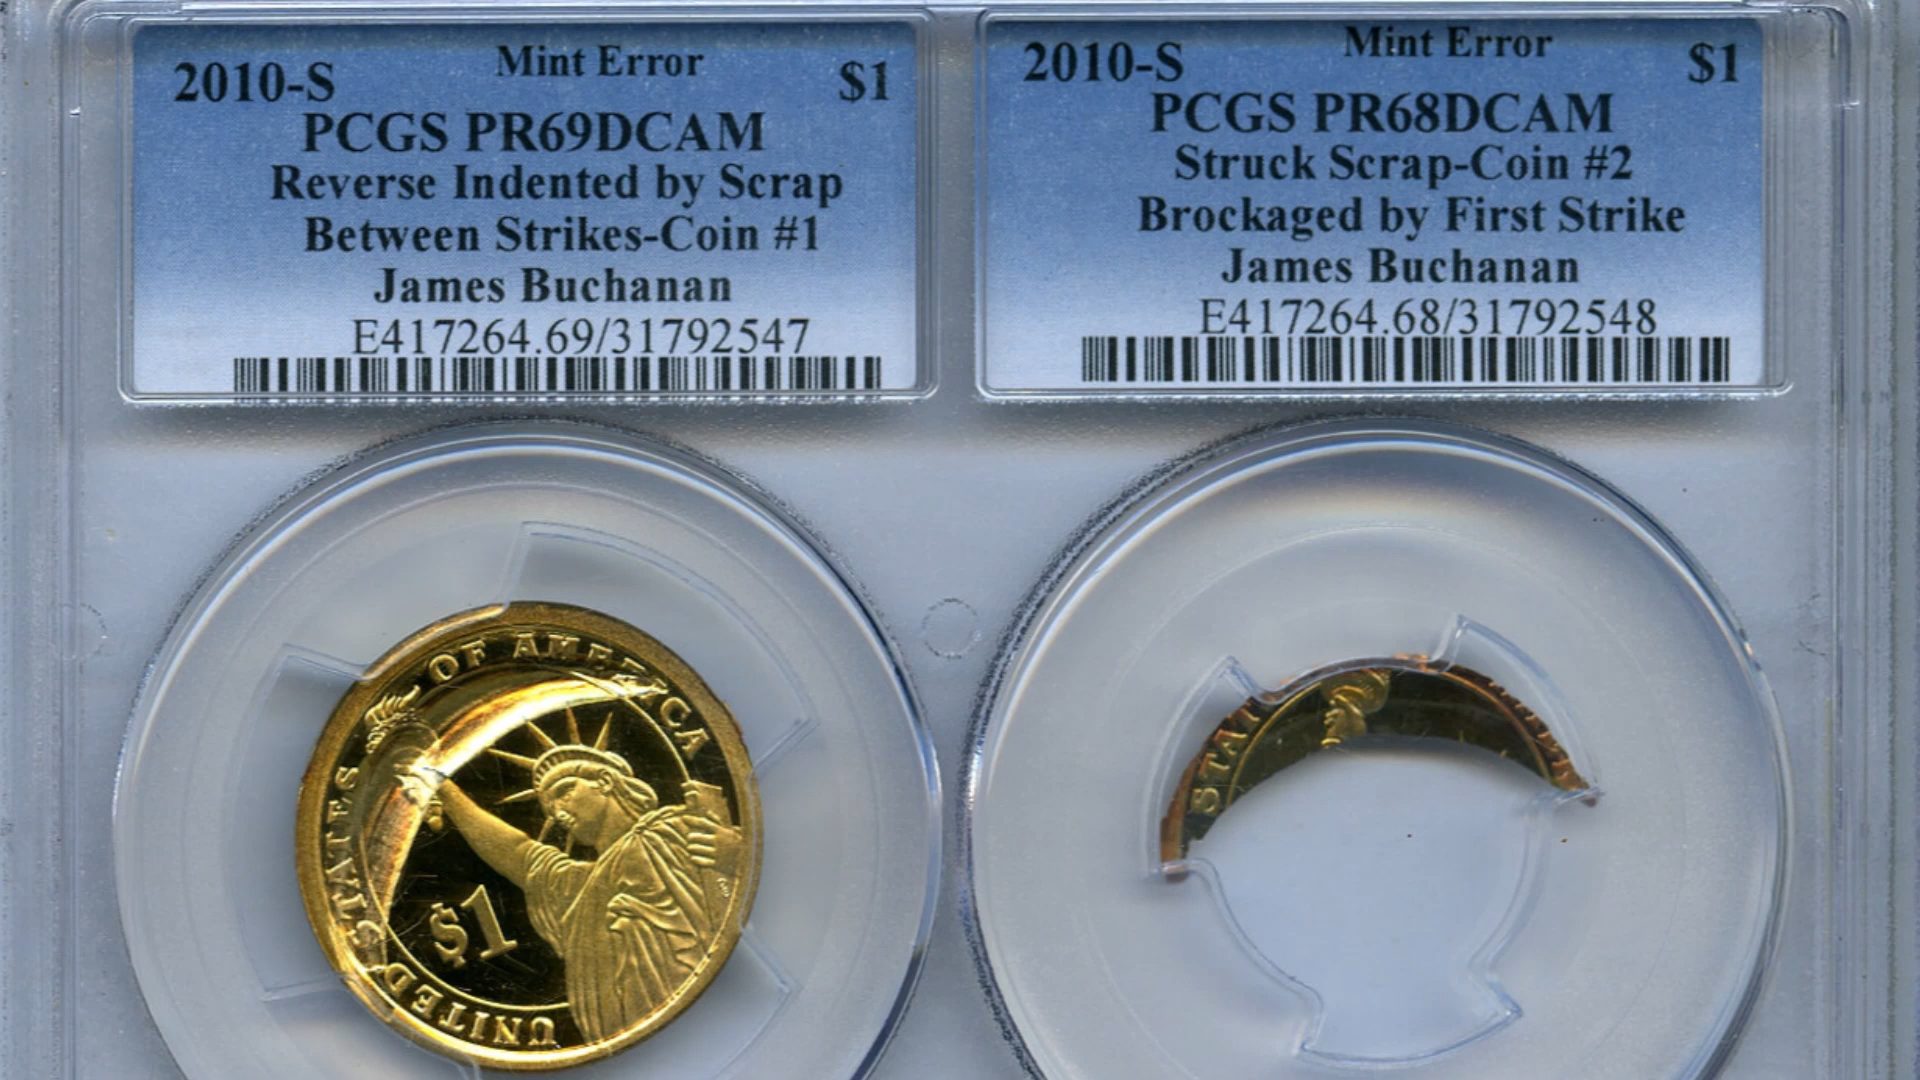 2010-S Mint Error $1
PCGS PR69DCAM
Reverse Indented by Scrap
Between Strikes-Coin #1
James Buchanan
E417264.69/31792547
2010-S Mint Error $1
PCGS PR68DCAM
Struck Scrap-Coin #2
Brockaged by First Strike
James Buchanan
E417264.68/31792548
UNITED STATES OF AMERICA
$1
STAT